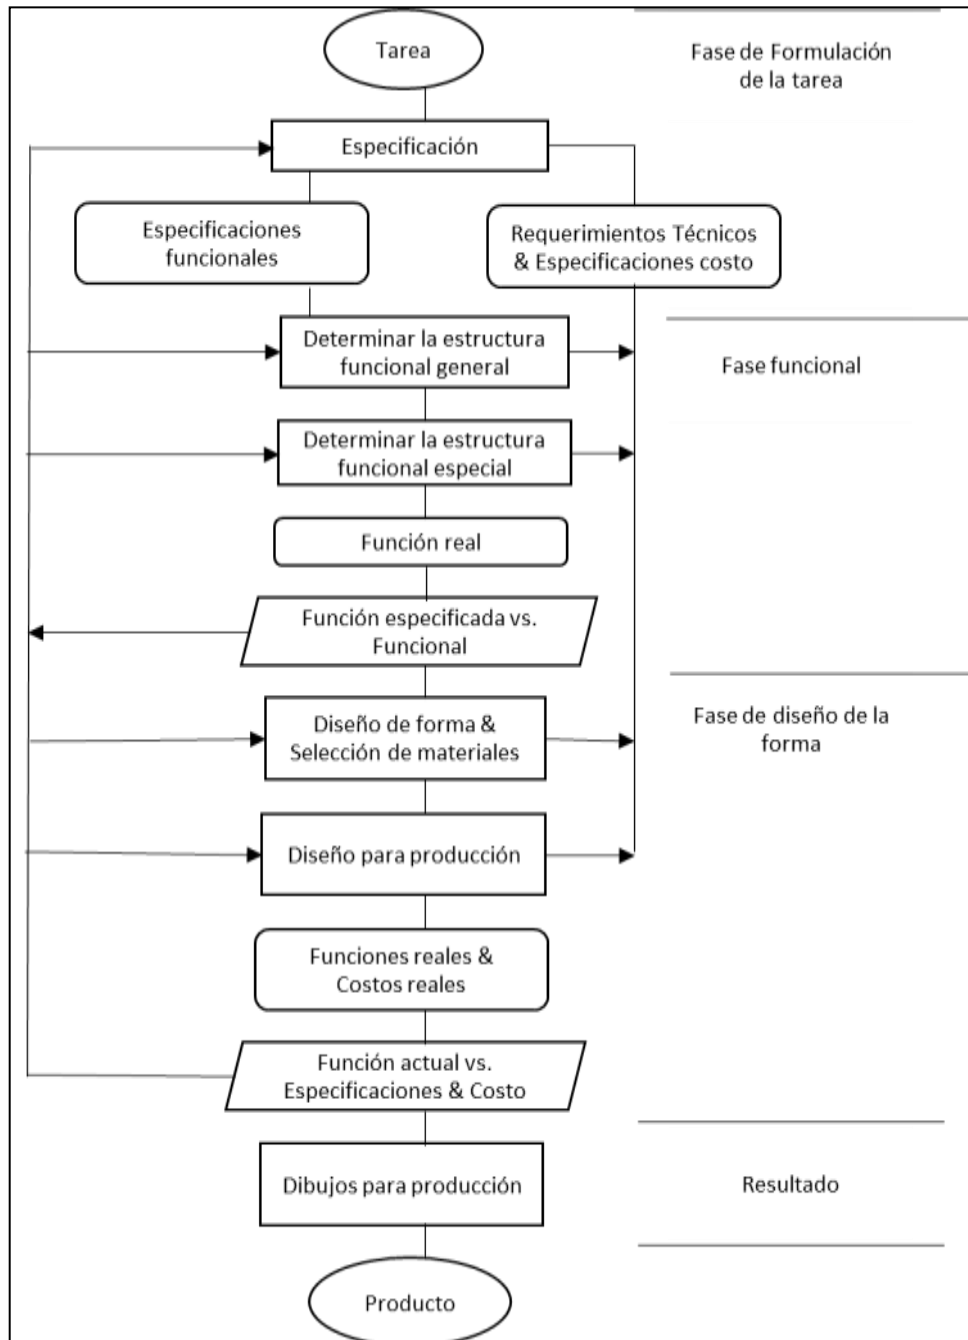 Tarea
Fase de Formulación
de la tarea
Especificación
Especificaciones
funcionales
Requerimientos Técnicos
& Especificaciones costo
Determinar la estructura
funcional general
Fase funcional
Determinar la estructura
funcional especial
Función real
Función especificada vs.
Funcional
Diseño de forma &
Selección de materiales
Fase de diseño de la
forma
Diseño para producción
Funciones reales &
Costos reales
Función actual vs.
Especificaciones & Costo
Dibujos para producción
Resultado
Producto